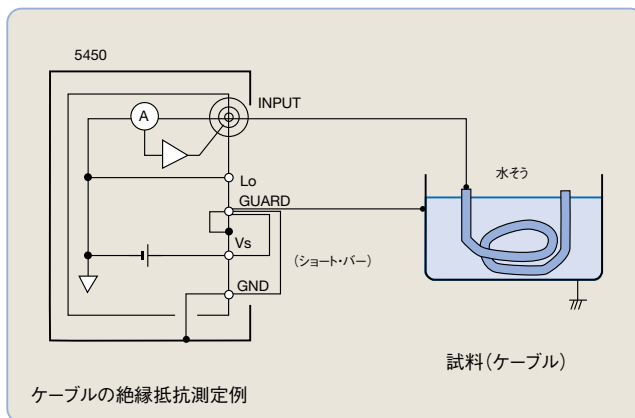 5450
A
INPUT
Lo
GUARD
Vs
(ショート・バー)
GND
水そう
試料(ケーブル)
ケーブルの絶縁抵抗測定例